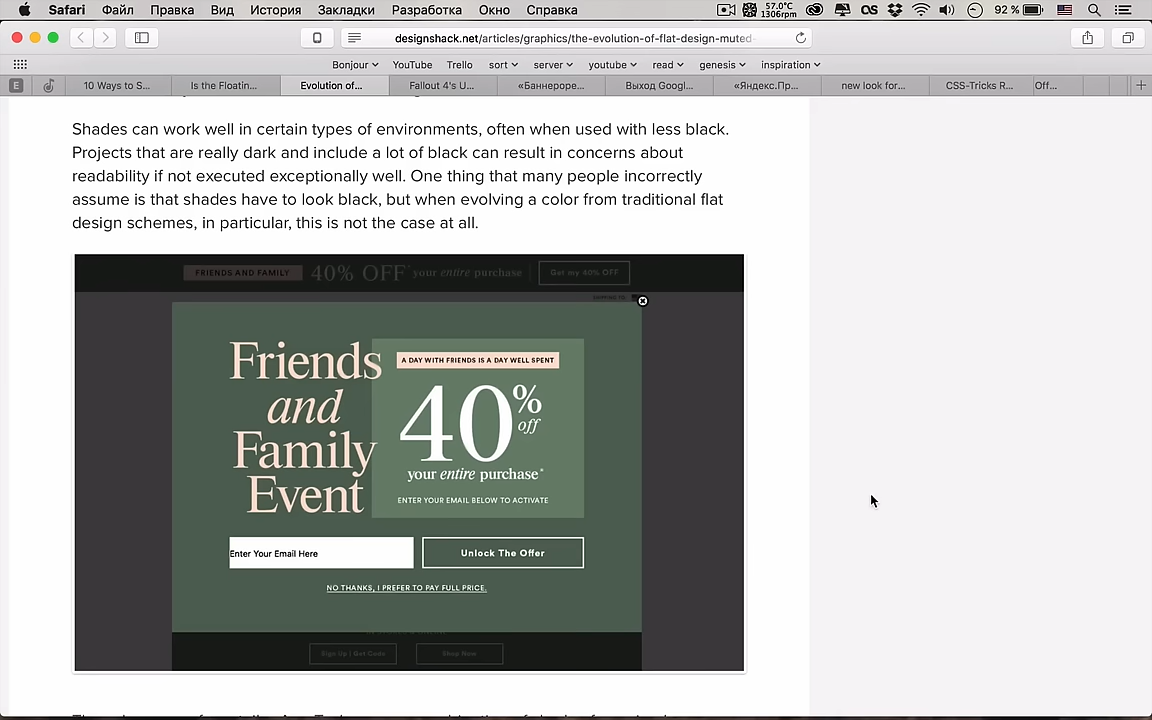 Safari Файл Правка Вид История Закладки Разработка Окно Справка 57.0°C 1306rpm 92 %
designshack.net/articles/graphics/the-evolution-of-flat-design-muted-
Bonjour YouTube Trello sort server youtube read genesis inspiration
E 10 Ways to S... Is the Floatin... Evolution of... Fallout 4's U... «Баннероре... Выход Googl... «Яндекс.Пр... new look for... CSS-Tricks R... Off...
Shades can work well in certain types of environments, often when used with less black.
Projects that are really dark and include a lot of black can result in concerns about
readability if not executed exceptionally well. One thing that many people incorrectly
assume is that shades have to look black, but when evolving a color from traditional flat
design schemes, in particular, this is not the case at all.
FRIENDS AND FAMILY 40% OFF* your entire purchase Get my 40% OFF
SHIPPING TO
Friends
and
Family
Event
A DAY WITH FRIENDS IS A DAY WELL SPENT
40% off
your entire purchase*
ENTER YOUR EMAIL BELOW TO ACTIVATE
Enter Your Email Here Unlock The Offer
NO THANKS, I PREFER TO PAY FULL PRICE.
Sign Up | Get Code Shop Now